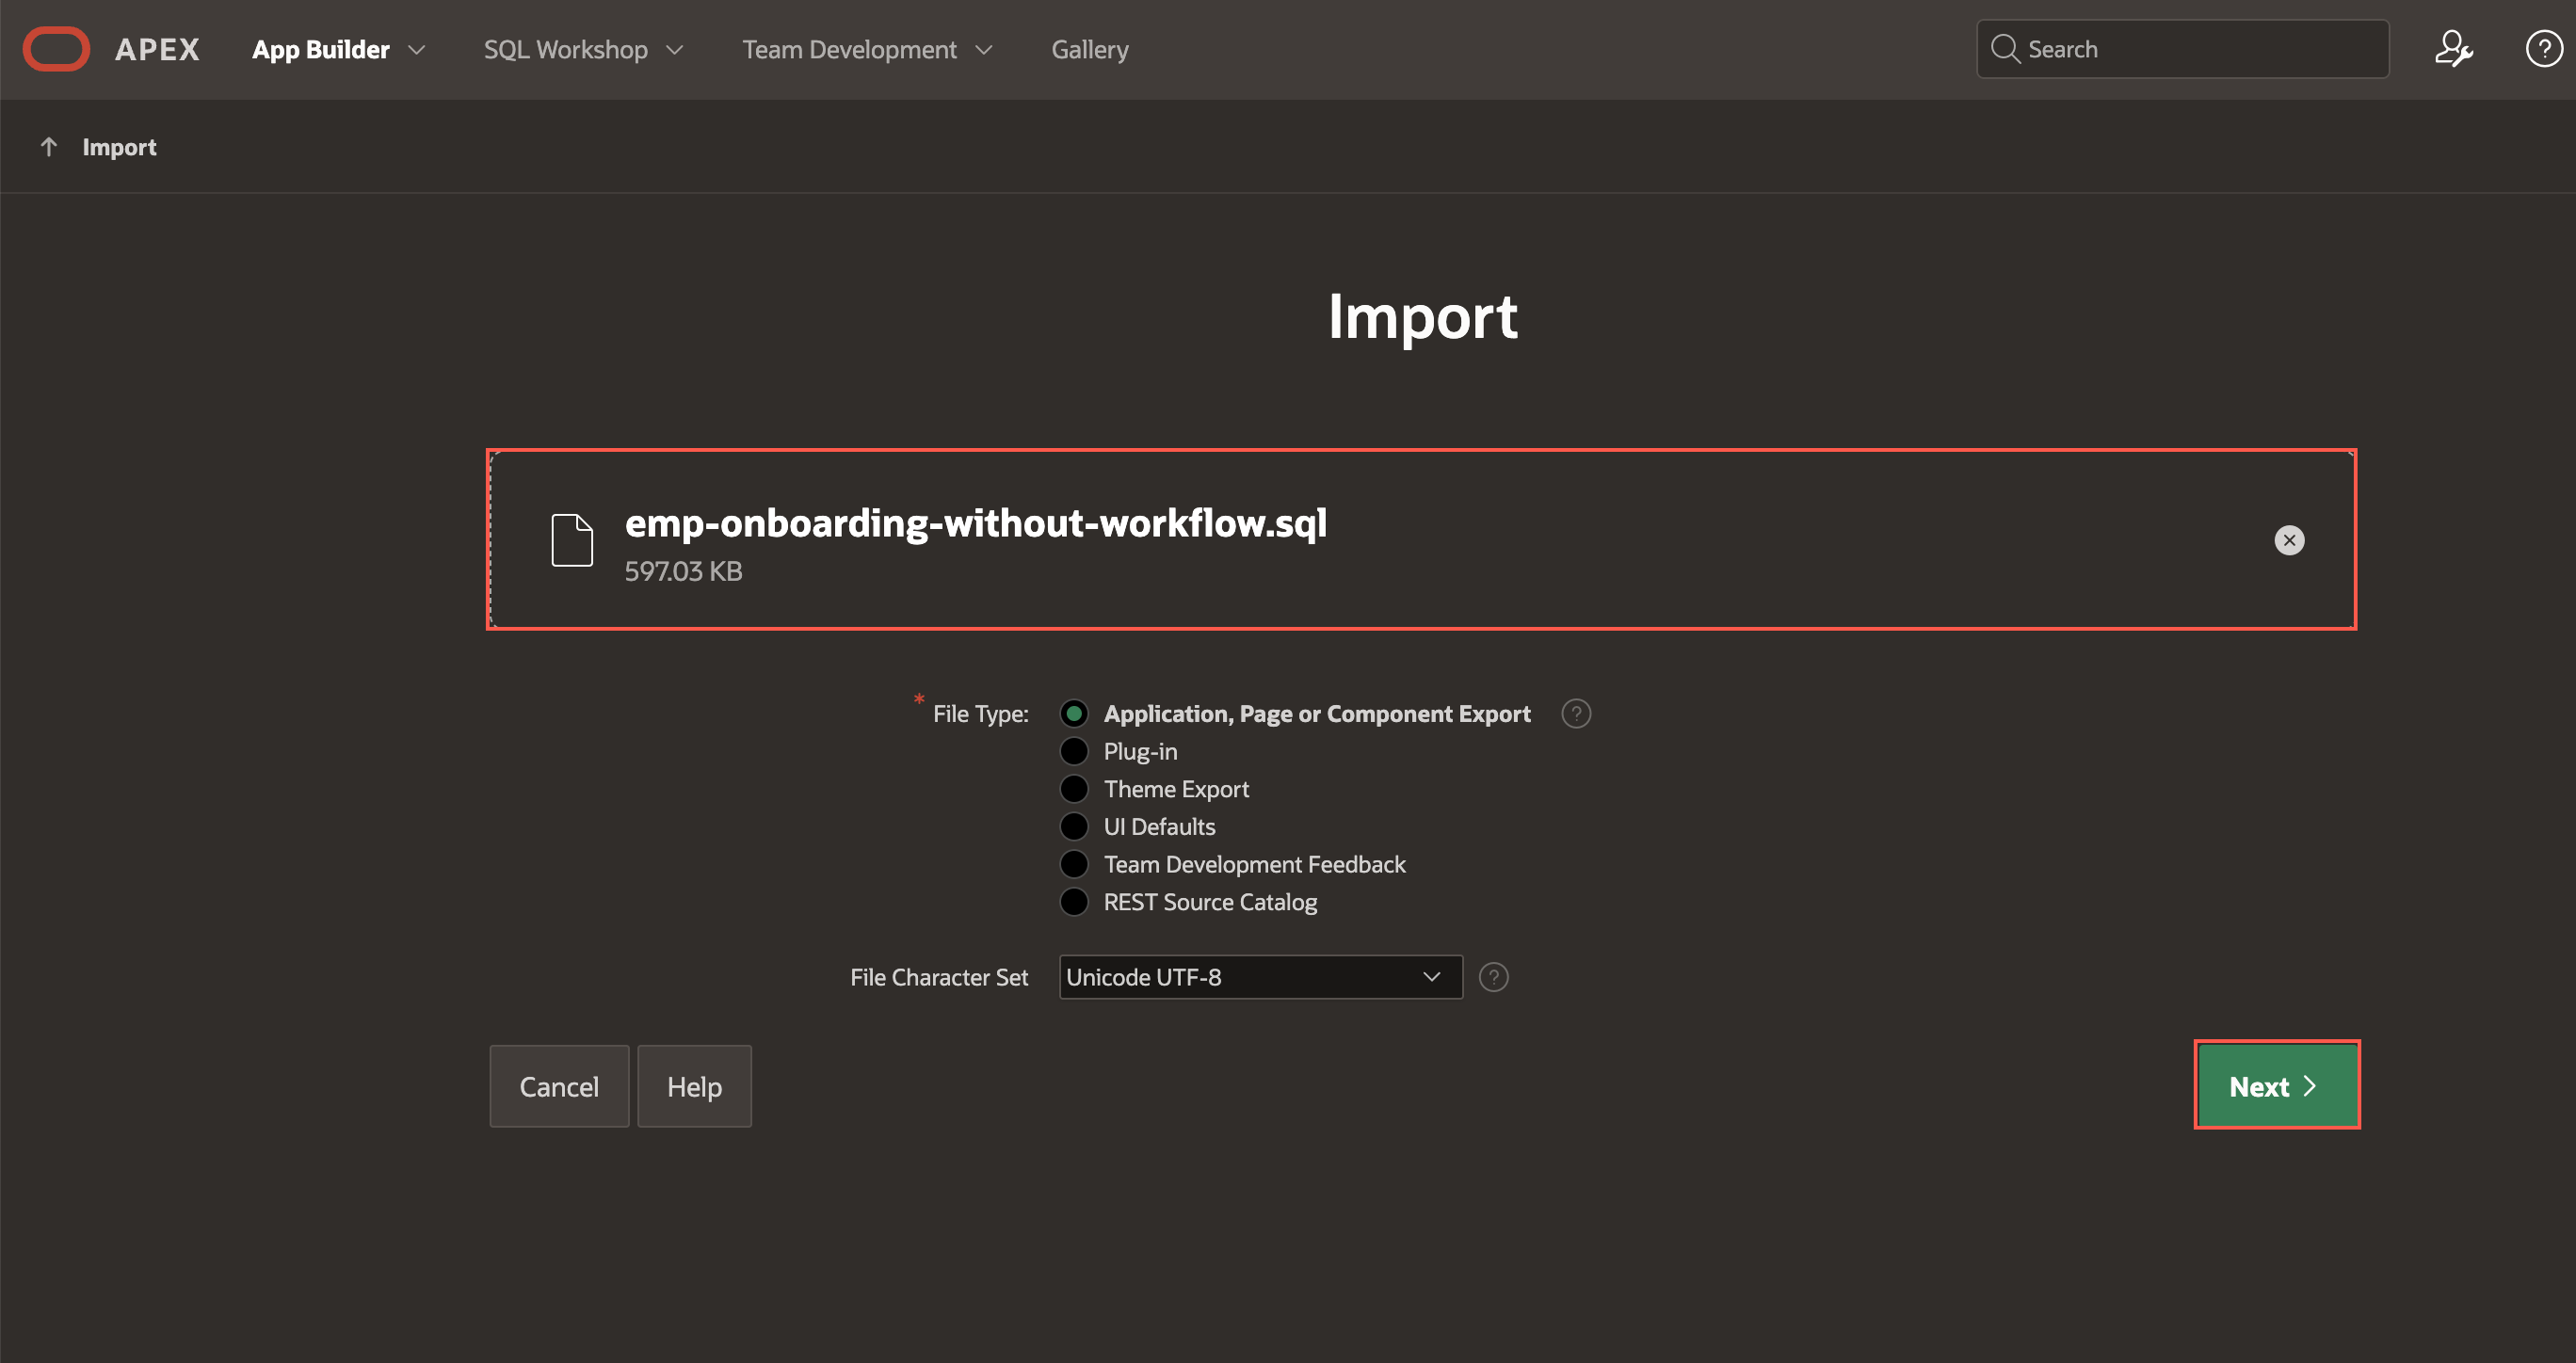 APEX App Builder SQL Workshop Team Development Gallery Search
Import
Import
emp-onboarding-without-workflow.sql
597.03 KB
* File Type: Application, Page or Component Export ?
Plug-in
Theme Export
UI Defaults
Team Development Feedback
REST Source Catalog
File Character Set Unicode UTF-8 ?
Cancel Help Next